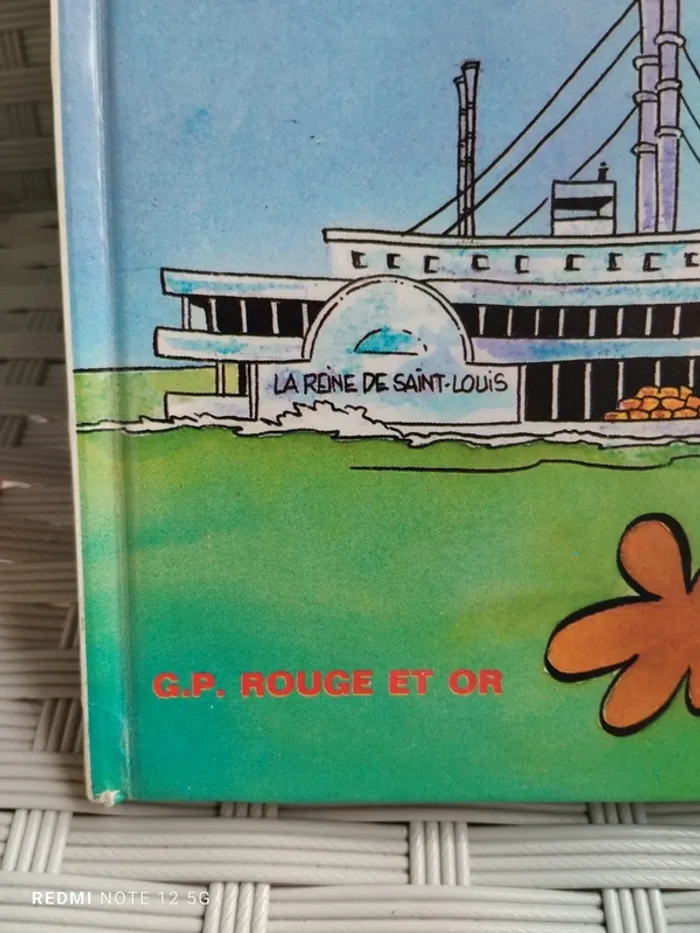 LA REINE DE SAINT-LOUIS
G.P. ROUGE ET OR
REDMI NOTE 12 5G